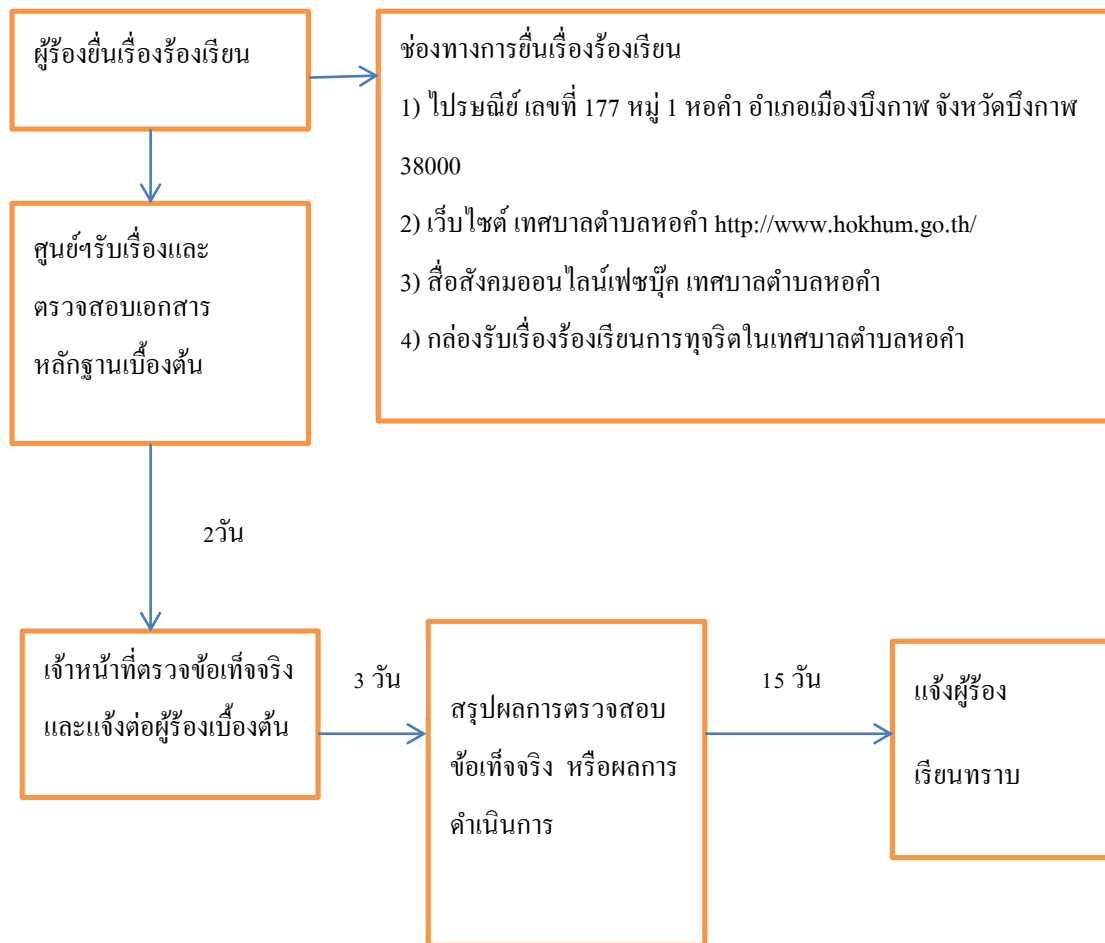 ผู้ร้องยื่นเรื่องร้องเรียน
ช่องทางการยื่นเรื่องร้องเรียน
1) ไปรษณีย์ เลขที่ 177 หมู่ 1 หอคำ อำเภอเมืองบึงกาฬ จังหวัดบึงกาฬ
38000
2) เว็บไซต์ เทศบาลตำบลหอคำ http://www.hokhum.go.th/
3) สื่อสังคมออนไลน์เฟซบุ๊ค เทศบาลตำบลหอคำ
4) กล่องรับเรื่องร้องเรียนการทุจริตในเทศบาลตำบลหอคำ
ศูนย์ฯรับเรื่องและ
ตรวจสอบเอกสาร
หลักฐานเบื้องต้น
2วัน
เจ้าหน้าที่ตรวจข้อเท็จจริง
และแจ้งต่อผู้ร้องเบื้องต้น
3 วัน
สรุปผลการตรวจสอบ
ข้อเท็จจริง หรือผลการ
ดำเนินการ
15 วัน
แจ้งผู้ร้อง
เรียนทราบ